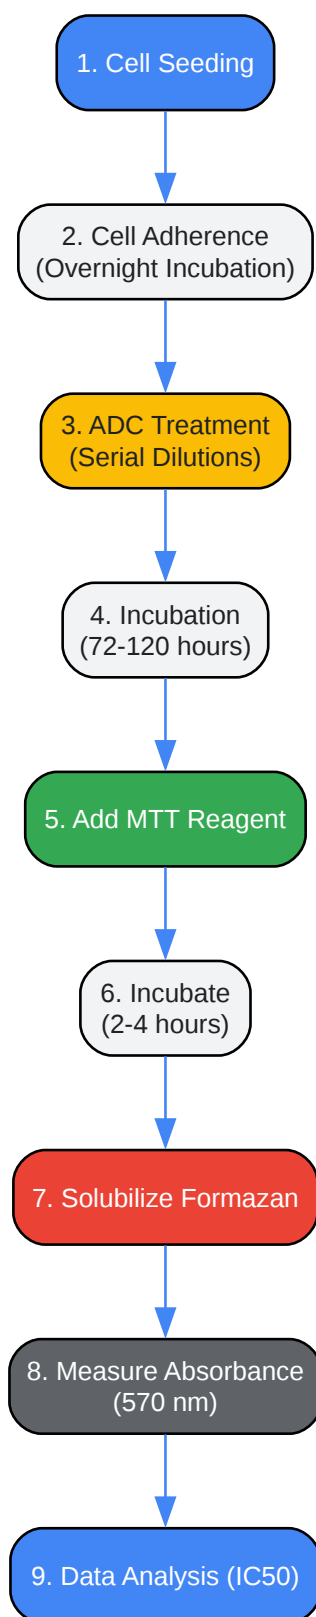 1. Cell Seeding
2. Cell Adherence
(Overnight Incubation)
3. ADC Treatment
(Serial Dilutions)
4. Incubation
(72-120 hours)
5. Add MTT Reagent
6. Incubate
(2-4 hours)
7. Solubilize Formazan
8. Measure Absorbance
(570 nm)
9. Data Analysis (IC50)